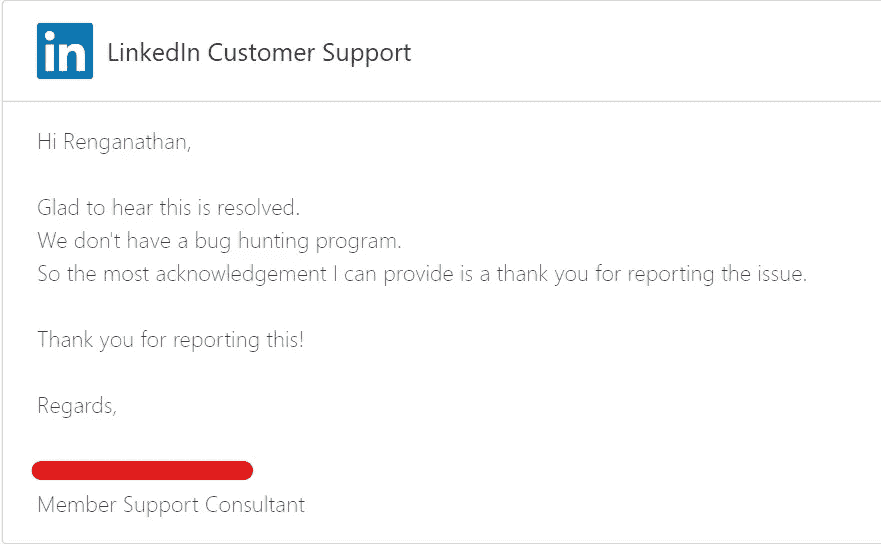 in
LinkedIn Customer Support
Hi Renganathan,
Glad to hear this is resolved.
We don't have a bug hunting program.
So the most acknowledgement I can provide is a thank you for reporting the issue.
Thank you for reporting this!
Regards,
Member Support Consultant